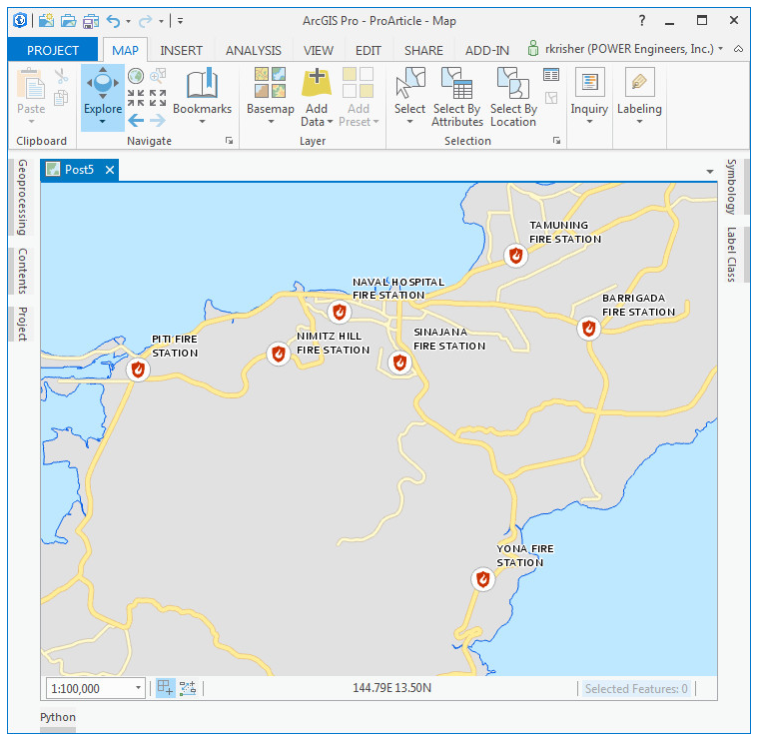 ArcGIS Pro - ProArticle - Map
?
PROJECT MAP INSERT ANALYSIS VIEW EDIT SHARE ADD-IN rkrisher (POWER Engineers, Inc.)
Paste Explore Bookmarks Basemap Add Data Add Preset Select Select By Attributes Select By Location Inquiry Labeling
Clipboard Navigate Layer Selection
Geoprocessing
Contents
Project
Post5
Symbology
Label Class
TAMUNING
FIRE STATION
NAVAL HOSPITAL
FIRE STATION
BARRIGADA
FIRE STATION
PITI FIRE
STATION
NIMITZ HILL
FIRE STATION
SINAJANA
FIRE STATION
YONA FIRE
STATION
1:100,000 144.79E 13.50N Selected Features: 0
Python